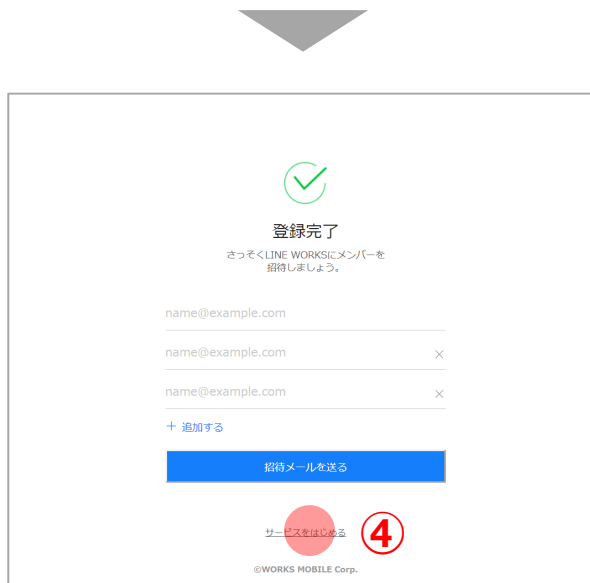 登録完了
さっそくLINE WORKSにメンバーを
招待しましょう。
name@example.com
name@example.com ×
name@example.com ×
+ 追加する
招待メールを送る
サービスをはじめる ④
©WORKS MOBILE Corp.